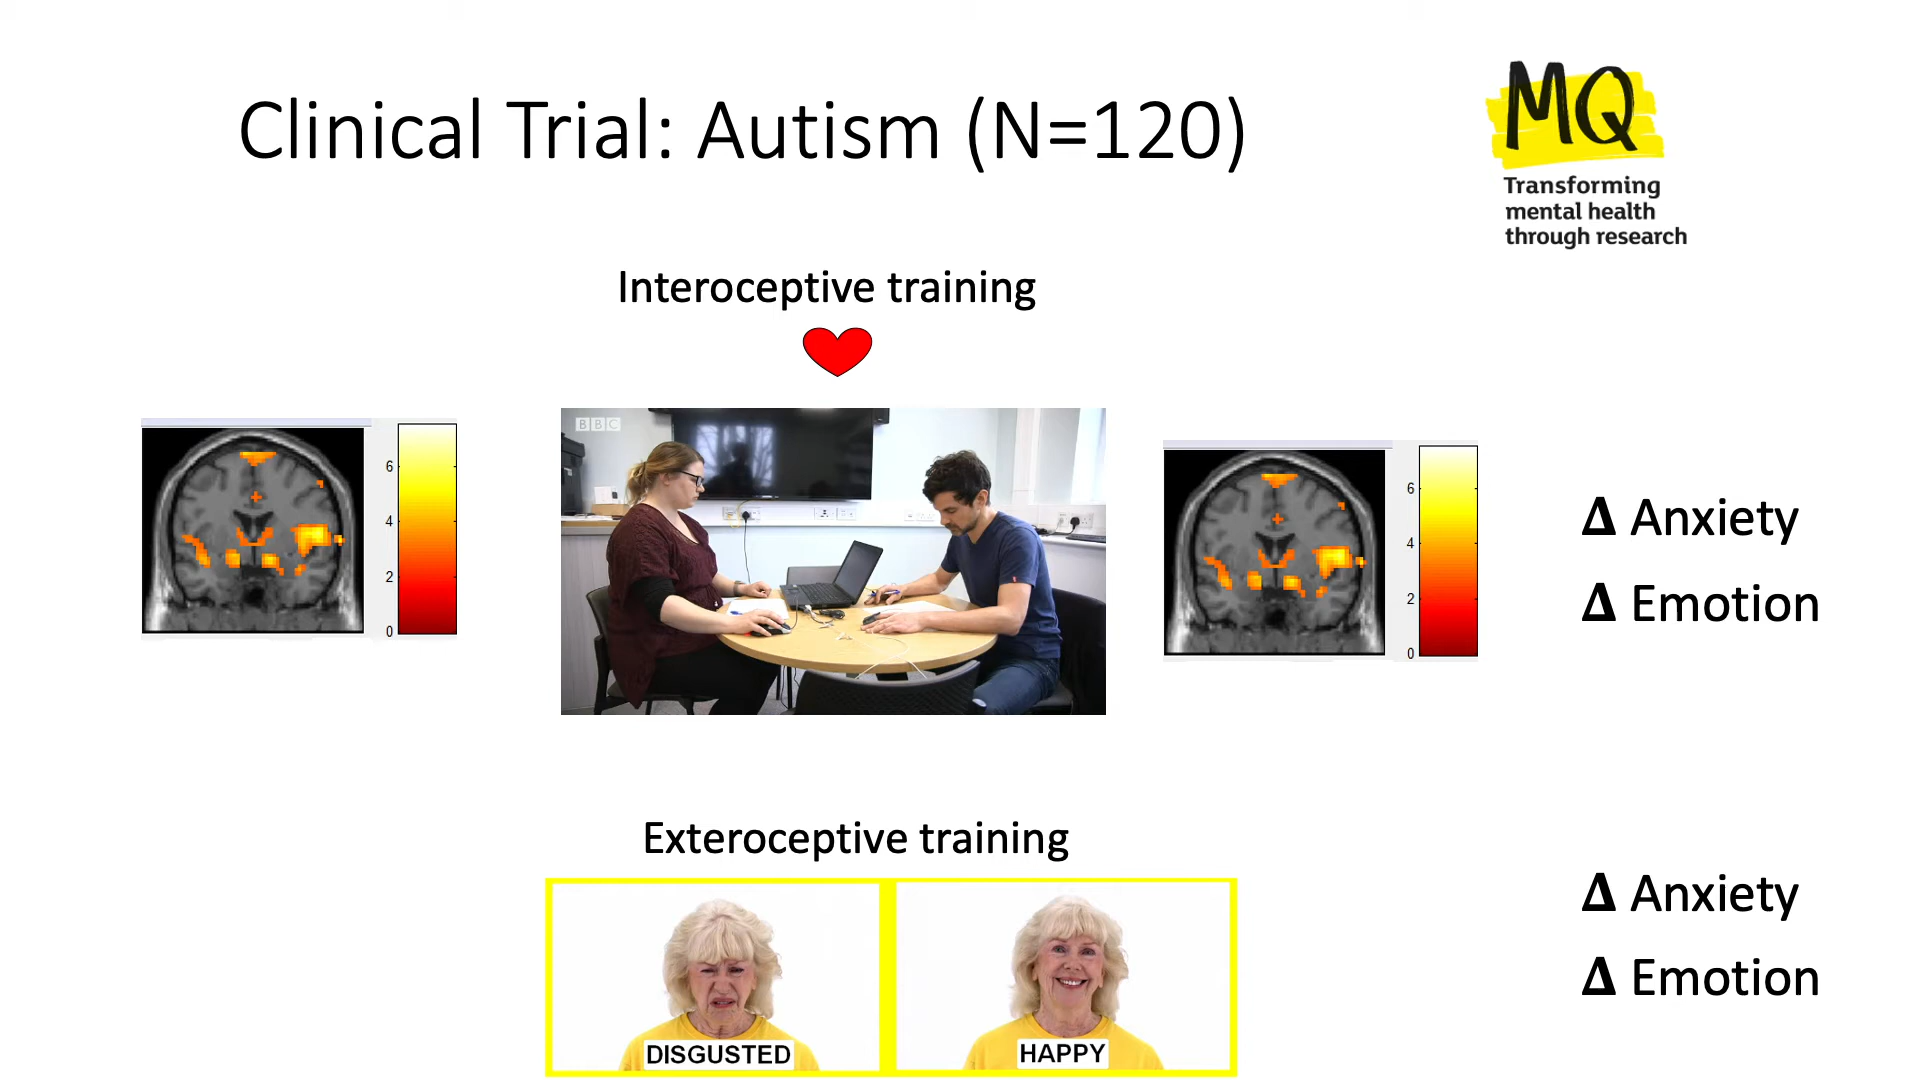 Clinical Trial: Autism (N=120)
MQ
Transforming
mental health
through research
Interoceptive training
BBC
6
4
2
0
6
4
2
0
Δ Anxiety
Δ Emotion
Exteroceptive training
DISGUSTED
HAPPY
Δ Anxiety
Δ Emotion